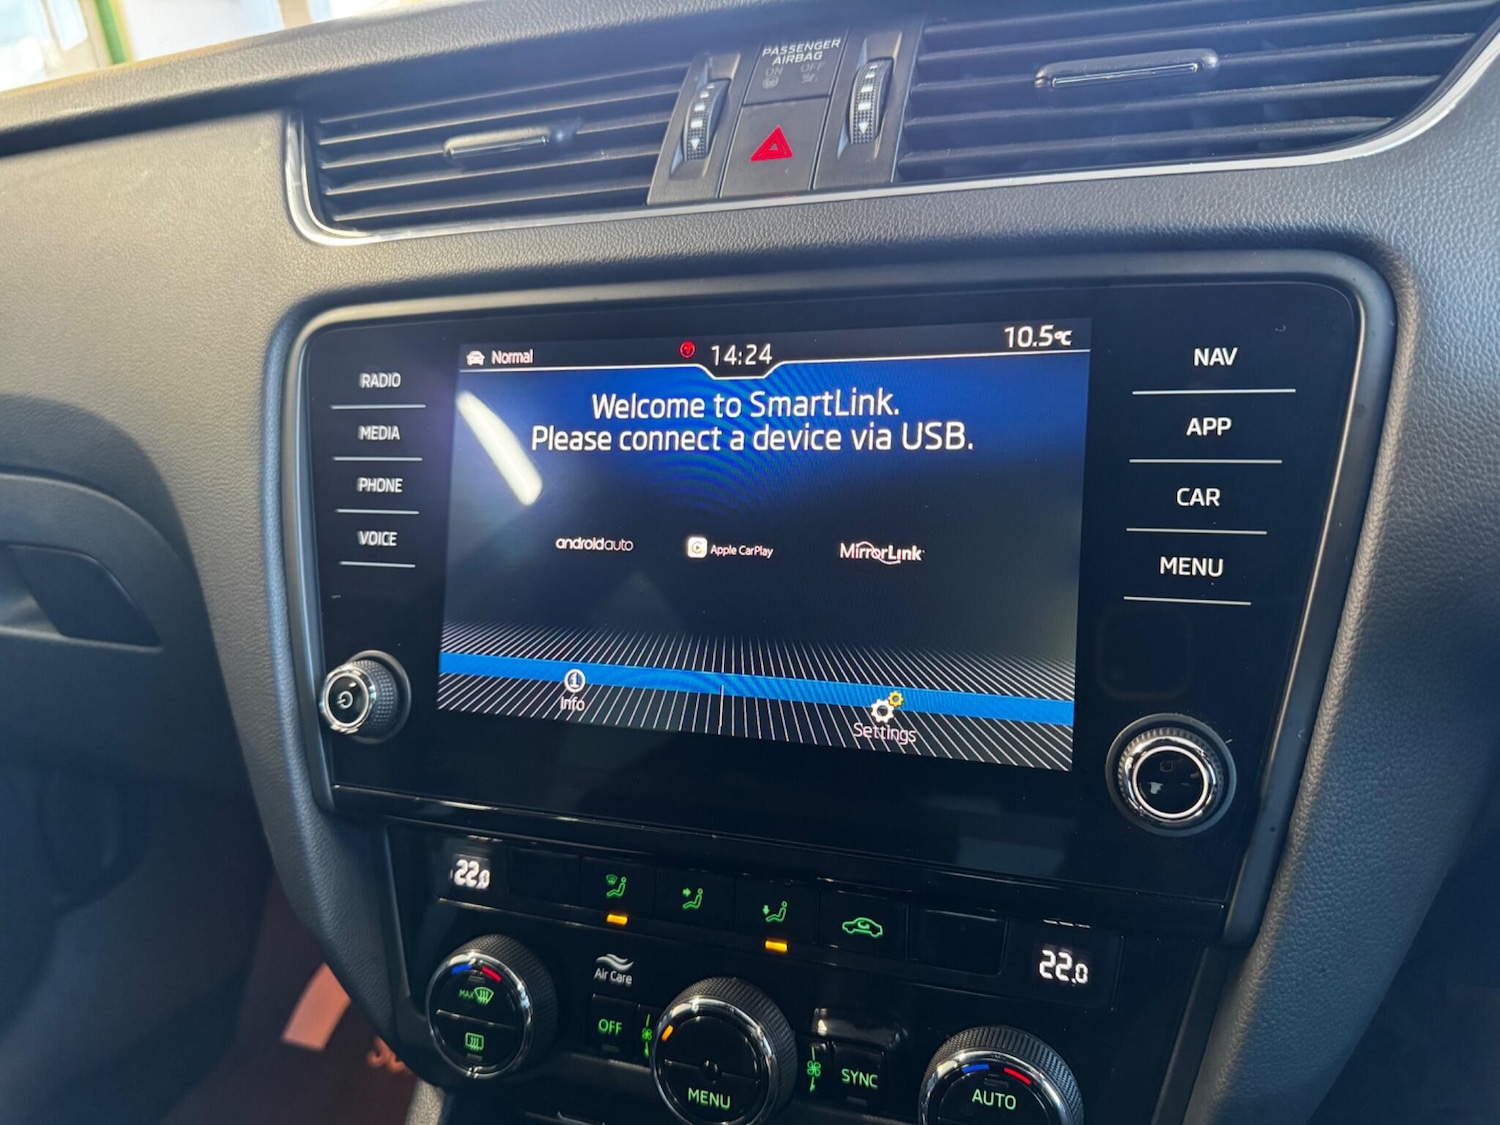 PASSENGER
AIRBAG
ON OFF
Normal
14:24
10.5°C
Welcome to SmartLink.
Please connect a device via USB.
androidauto
Apple CarPlay
MirrorLink
Info
Settings
RADIO
MEDIA
PHONE
VOICE
NAV
APP
CAR
MENU
22.0
22.0
MAX
Air Care
OFF
MENU
SYNC
AUTO